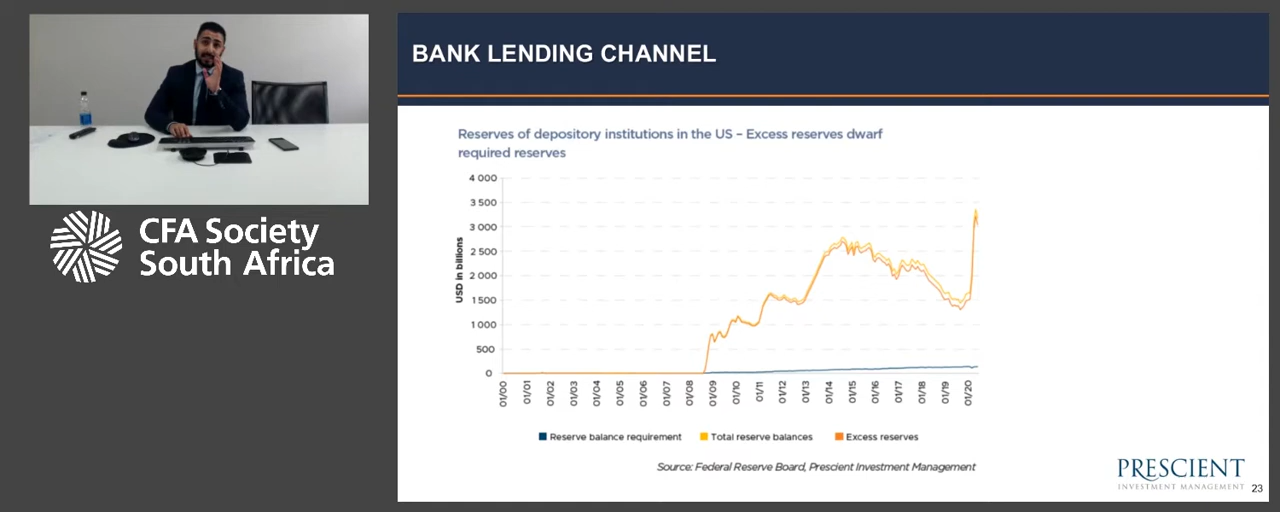 BANK LENDING CHANNEL
CFA Society
South Africa
Reserves of depository institutions in the US – Excess reserves dwarf
required reserves
USD in billions
4 000
3 500
3 000
2 500
2 000
1 500
1 000
500
0
01/00
01/01
01/02
01/03
01/04
01/05
01/06
01/07
01/08
01/09
01/10
01/11
01/12
01/13
01/14
01/15
01/16
01/17
01/18
01/19
01/20
Reserve balance requirement
Total reserve balances
Excess reserves
Source: Federal Reserve Board, Prescient Investment Management
PRESCIENT
INVESTMENT MANAGEMENT
23